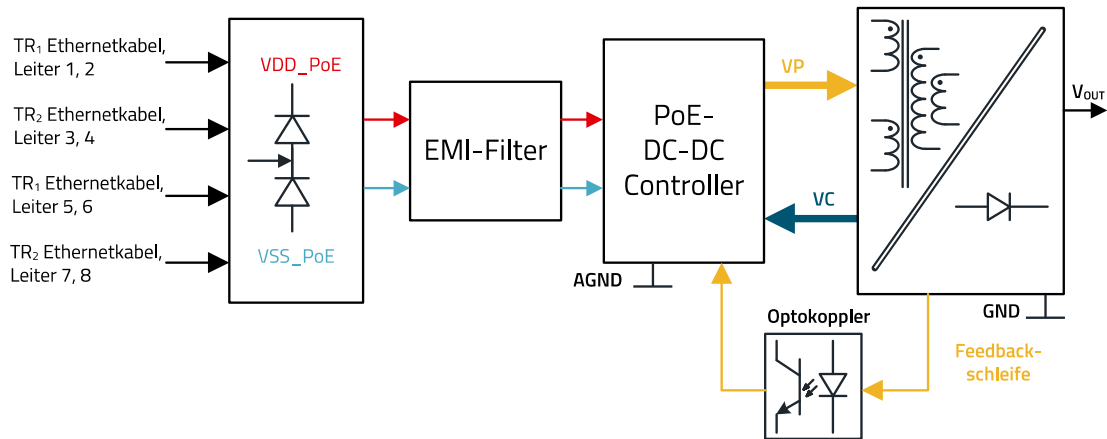 TR₁ Ethernetkabel,
Leiter 1, 2
TR₂ Ethernetkabel,
Leiter 3, 4
TR₁ Ethernetkabel,
Leiter 5, 6
TR₂ Ethernetkabel,
Leiter 7, 8
VDD_PoE
VSS_PoE
EMI-Filter
PoE-
DC-DC
Controller
AGND
VP
VC
V_OUT
GND
Optokoppler
Feedback-
schleife